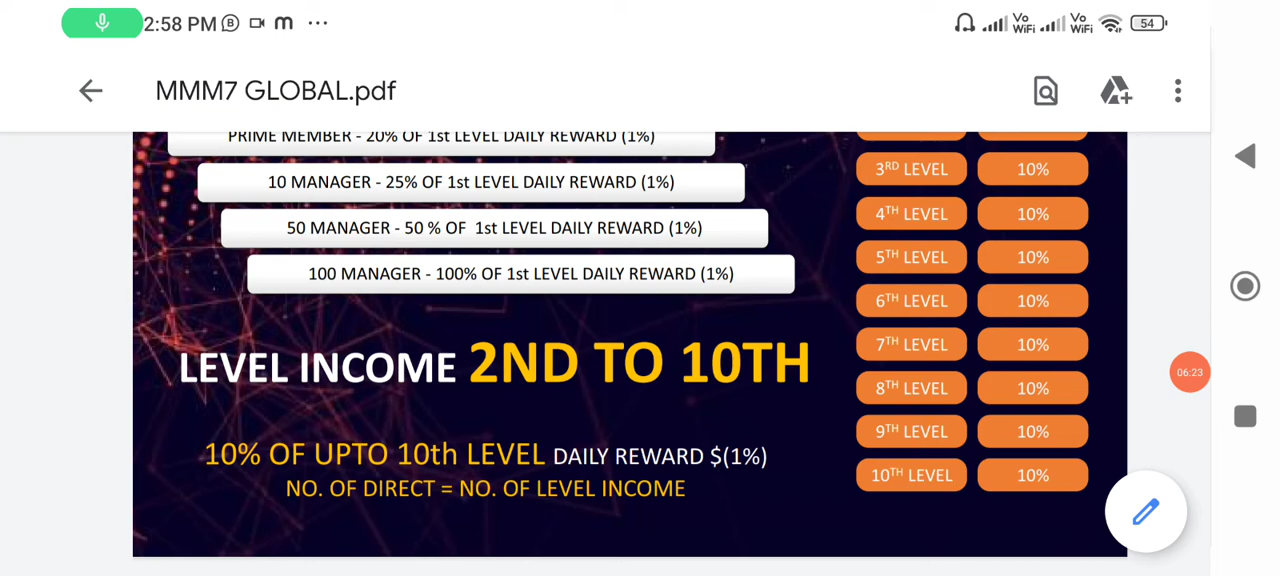 2:58 PM
Vo WiFi Vo WiFi 54
MMM7 GLOBAL.pdf
PRIME MEMBER - 20% OF 1st LEVEL DAILY REWARD (1%)
10 MANAGER - 25% OF 1st LEVEL DAILY REWARD (1%)
50 MANAGER - 50 % OF 1st LEVEL DAILY REWARD (1%)
100 MANAGER - 100% OF 1st LEVEL DAILY REWARD (1%)
LEVEL INCOME 2ND TO 10TH
10% OF UPTO 10th LEVEL DAILY REWARD $(1%)
NO. OF DIRECT = NO. OF LEVEL INCOME
3RD LEVEL 10%
4TH LEVEL 10%
5TH LEVEL 10%
6TH LEVEL 10%
7TH LEVEL 10%
8TH LEVEL 10%
9TH LEVEL 10%
10TH LEVEL 10%
06:23